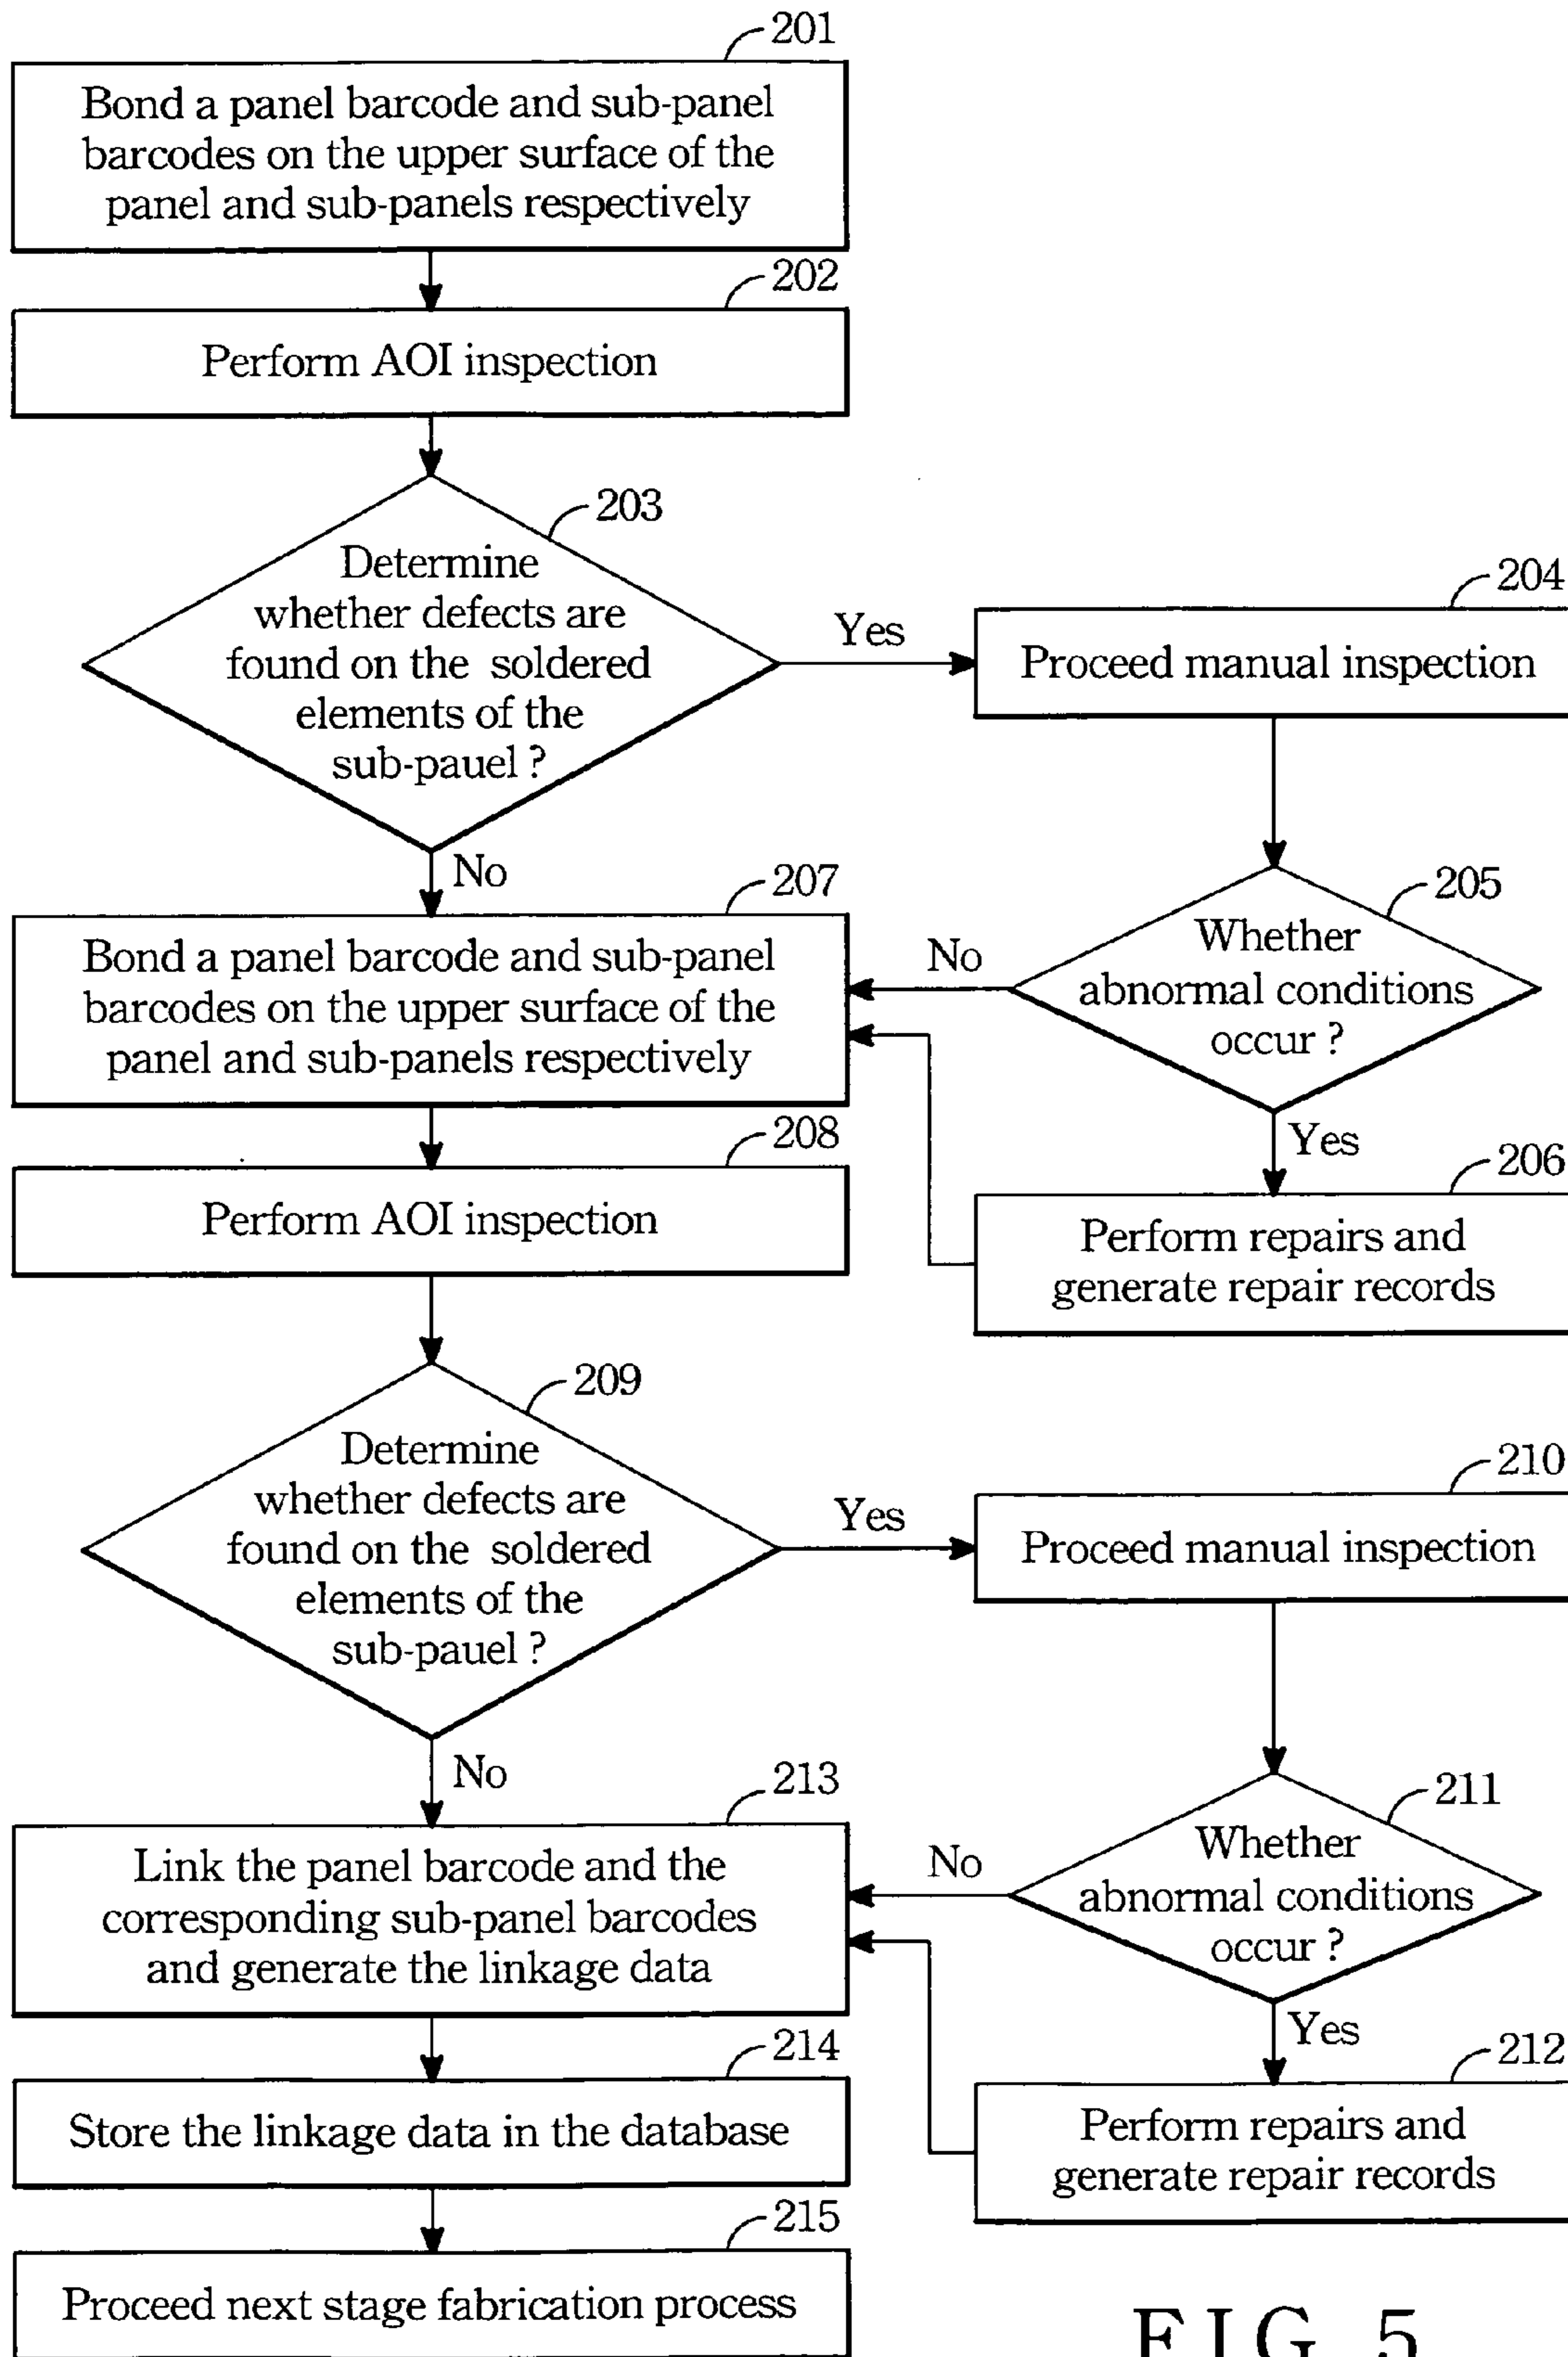 201
Bond a panel barcode and sub-panel
barcodes on the upper surface of the
panel and sub-panels respectively
202
Perform AOI inspection
203
Determine
whether defects are
found on the soldered
elements of the
sub-pauel ?
Yes
204
Proceed manual inspection
No
207
Bond a panel barcode and sub-panel
barcodes on the upper surface of the
panel and sub-panels respectively
No
205
Whether
abnormal conditions
occur ?
Yes
206
Perform repairs and
generate repair records
208
Perform AOI inspection
209
Determine
whether defects are
found on the soldered
elements of the
sub-pauel ?
Yes
210
Proceed manual inspection
No
213
Link the panel barcode and the
corresponding sub-panel barcodes
and generate the linkage data
No
211
Whether
abnormal conditions
occur ?
Yes
212
Perform repairs and
generate repair records
214
Store the linkage data in the database
215
Proceed next stage fabrication process
FIG 5